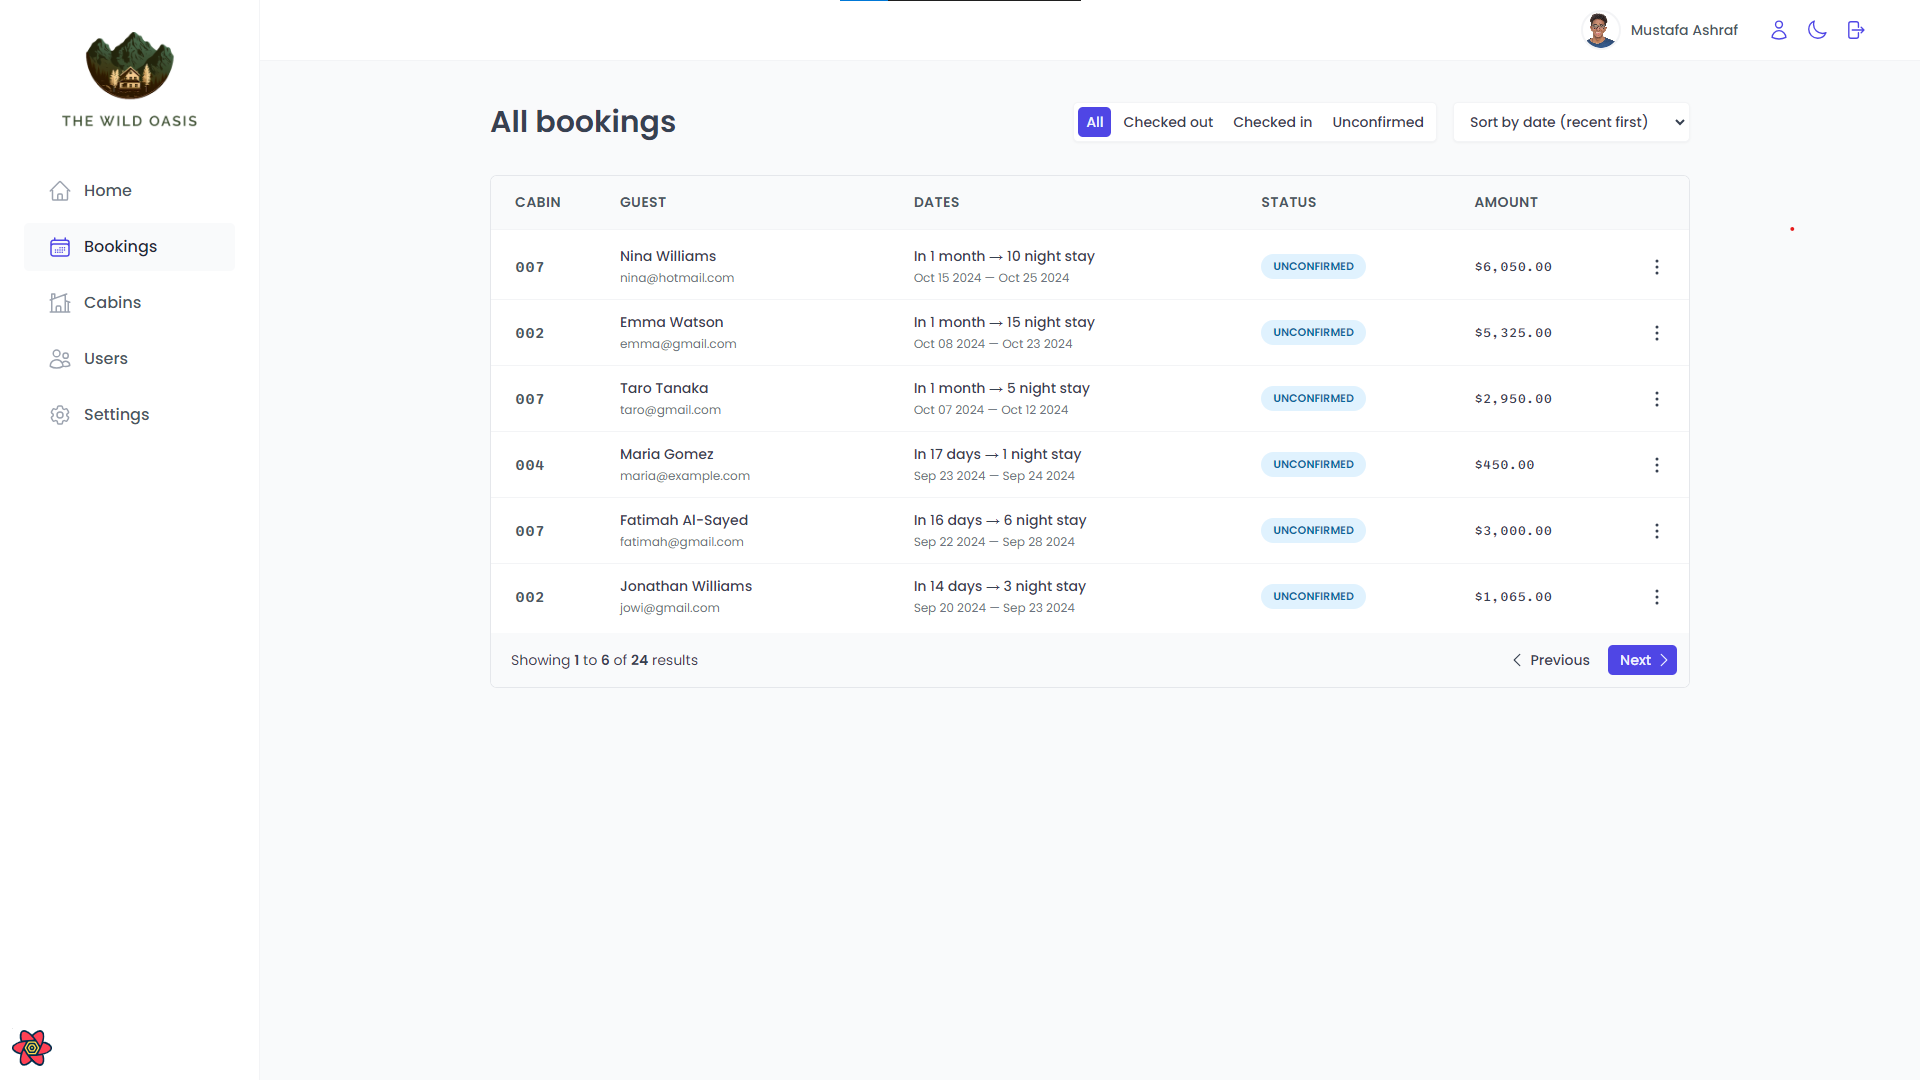 THE WILD OASIS
Home
Bookings
Cabins
Users
Settings
Mustafa Ashraf
All bookings
All Checked out Checked in Unconfirmed Sort by date (recent first)
CABIN GUEST DATES STATUS AMOUNT
007 Nina Williams In 1 month → 10 night stay UNCONFIRMED $6,050.00
nina@hotmail.com Oct 15 2024 — Oct 25 2024
002 Emma Watson In 1 month → 15 night stay UNCONFIRMED $5,325.00
emma@gmail.com Oct 08 2024 — Oct 23 2024
007 Taro Tanaka In 1 month → 5 night stay UNCONFIRMED $2,950.00
taro@gmail.com Oct 07 2024 — Oct 12 2024
004 Maria Gomez In 17 days → 1 night stay UNCONFIRMED $450.00
maria@example.com Sep 23 2024 — Sep 24 2024
007 Fatimah Al-Sayed In 16 days → 6 night stay UNCONFIRMED $3,000.00
fatimah@gmail.com Sep 22 2024 — Sep 28 2024
002 Jonathan Williams In 14 days → 3 night stay UNCONFIRMED $1,065.00
jowi@gmail.com Sep 20 2024 — Sep 23 2024
Showing 1 to 6 of 24 results Previous Next